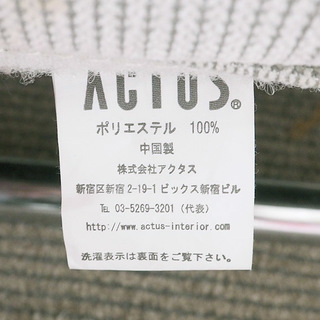 ACTUS®
ポリエステル 100%
中国製
株式会社アクタス
新宿区新宿2-19-1 ビックス新宿ビル
TEL 03-5269-3201 (代表)
http://www.actus-interior.com
洗濯表示は裏面をご覧下さい。